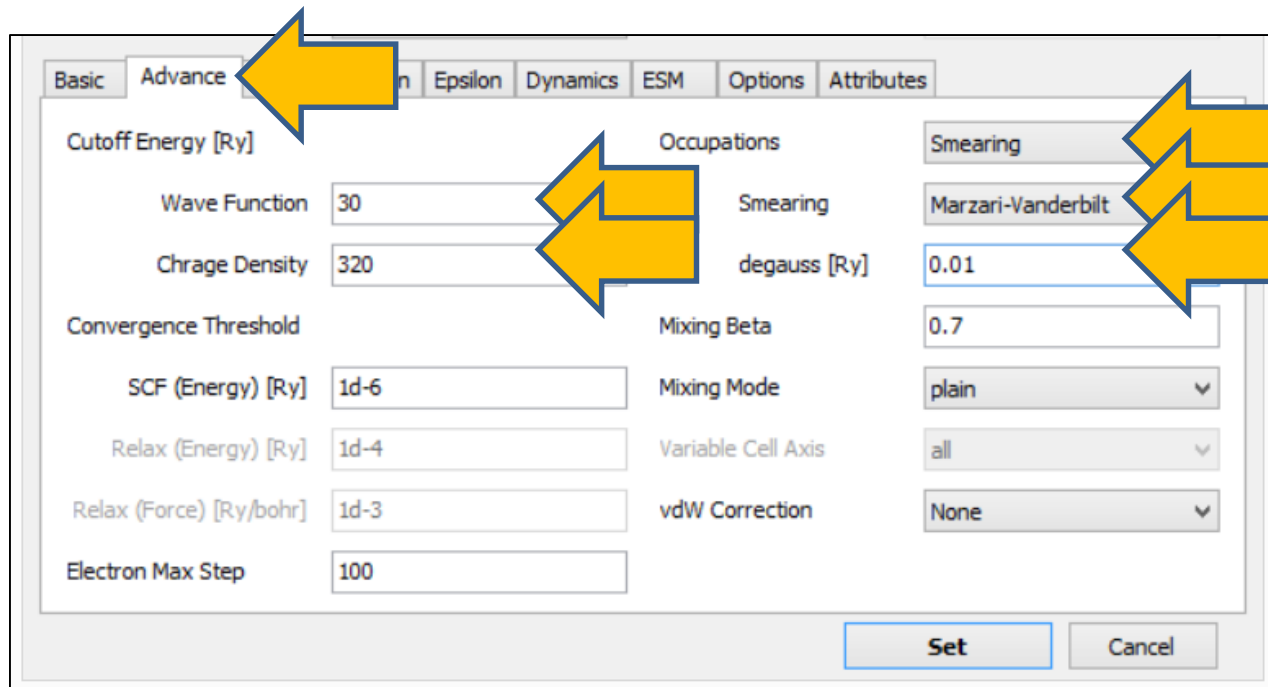 Basic Advance n Epsilon Dynamics ESM Options Attributes
Cutoff Energy [Ry] Occupations Smearing
Wave Function 30 Smearing Marzari-Vanderbilt
Chrage Density 320 degauss [Ry] 0.01
Convergence Threshold Mixing Beta 0.7
SCF (Energy) [Ry] 1d-6 Mixing Mode plain
Relax (Energy) [Ry] 1d-4 Variable Cell Axis all
Relax (Force) [Ry/bohr] 1d-3 vdW Correction None
Electron Max Step 100
Set Cancel